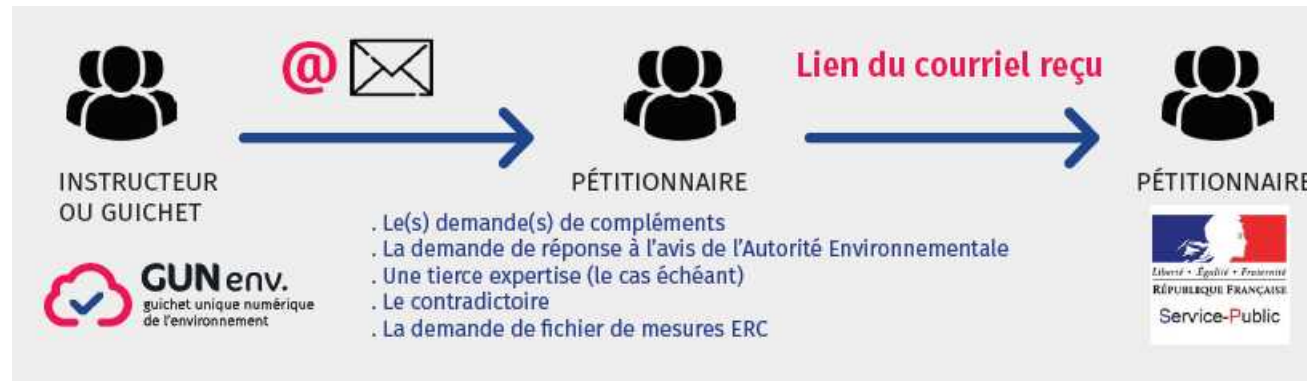 @
Lien du courriel reçu
INSTRUCTEUR
OU GUICHET
PÉTITIONNAIRE
PÉTITIONNAIRE
. Le(s) demande(s) de compléments
. La demande de réponse à l'avis de l'Autorité Environnementale
. Une tierce expertise (le cas échéant)
. Le contradictoire
. La demande de fichier de mesures ERC
GUNenv.
guichet unique numérique
de l'environnement
Liberté • Égalité • Fraternité
RÉPUBLIQUE FRANÇAISE
Service-Public